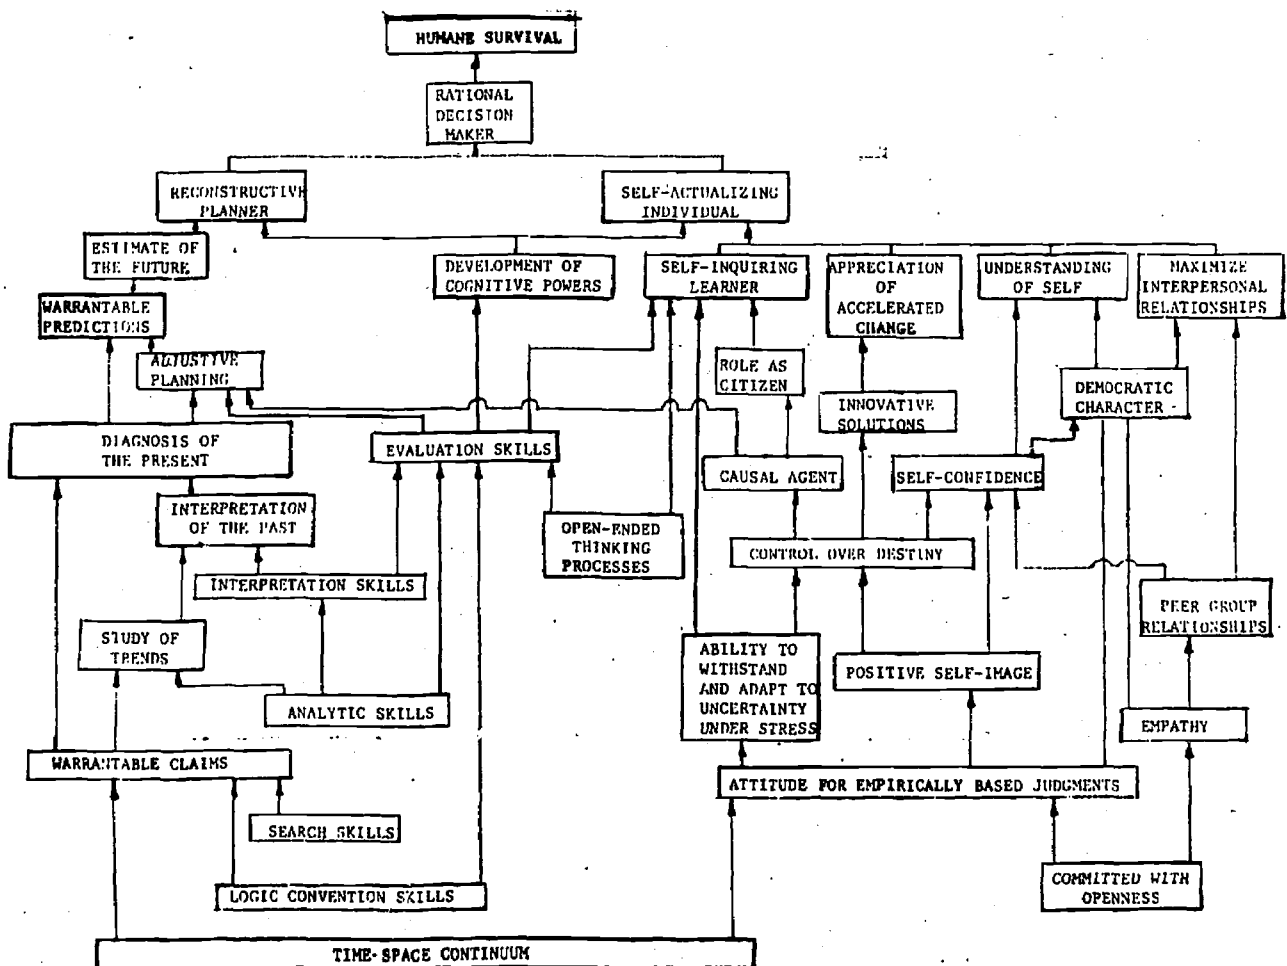 HUMANE SURVIVAL
RATIONAL
DECISION
MAKER
RECONSTRUCTIVE
PLANNER
SELF-ACTUALIZING
INDIVIDUAL
ESTIMATE OF
THE FUTURE
DEVELOPMENT OF
COGNITIVE POWERS
SELF-INQUIRING
LEARNER
APPRECIATION
OF
ACCELERATED
CHANGE
UNDERSTANDING
OF SELF
MAXIMIZE
INTERPERSONAL
RELATIONSHIPS
WARRANTABLE
PREDICTIONS
ADJUSTIVE
PLANNING
ROLE AS
CITIZEN
INNOVATIVE
SOLUTIONS
DEMOCRATIC
CHARACTER
DIAGNOSIS OF
THE PRESENT
EVALUATION SKILLS
CAUSAL AGENT
SELF-CONFIDENCE
INTERPRETATION
OF THE PAST
OPEN-ENDED
THINKING
PROCESSES
CONTROL OVER DESTINY
INTERPRETATION SKILLS
PEER GROUP
RELATIONSHIPS
STUDY OF
TRENDS
ABILITY TO
WITHSTAND
AND ADAPT TO
UNCERTAINTY
UNDER STRESS
POSITIVE SELF-IMAGE
ANALYTIC SKILLS
EMPATHY
WARRANTABLE CLAIMS
ATTITUDE FOR EMPIRICALLY BASED JUDGMENTS
SEARCH SKILLS
LOGIC CONVENTION SKILLS
COMMITTED WITH
OPENNESS
TIME-SPACE CONTINUUM